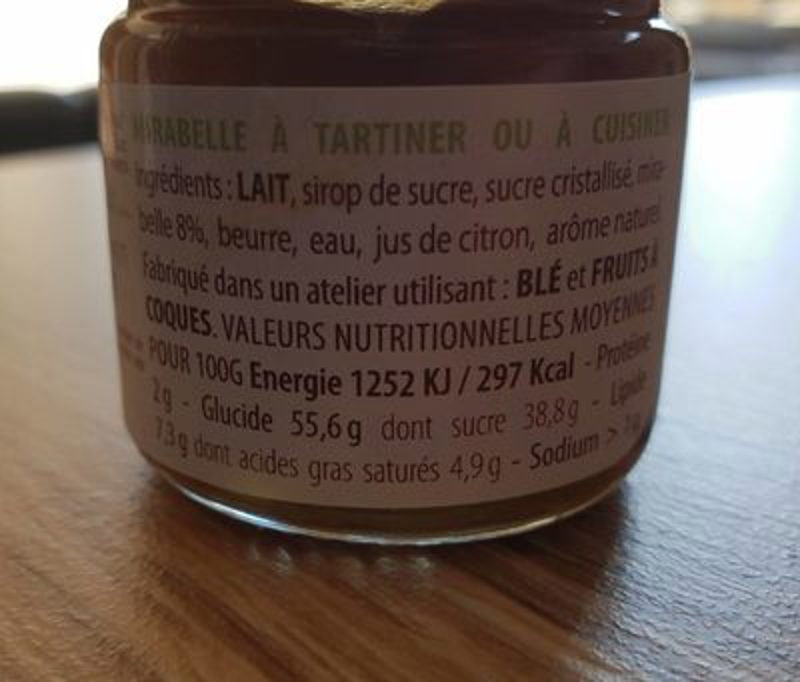 MIRABELLE À TARTINER OU À CUISINER
Ingrédients : LAIT, sirop de sucre, sucre cristallisé, mira-
belle 8%, beurre, eau, jus de citron, arôme naturel
Fabriqué dans un atelier utilisant : BLÉ et FRUITS À
COQUES. VALEURS NUTRITIONNELLES MOYENNES
POUR 100G Energie 1252 KJ / 297 Kcal - Protéine
2g - Glucide 55,6g dont sucre 38,8g - Lipide
7,3g dont acides gras saturés 4,9g - Sodium >